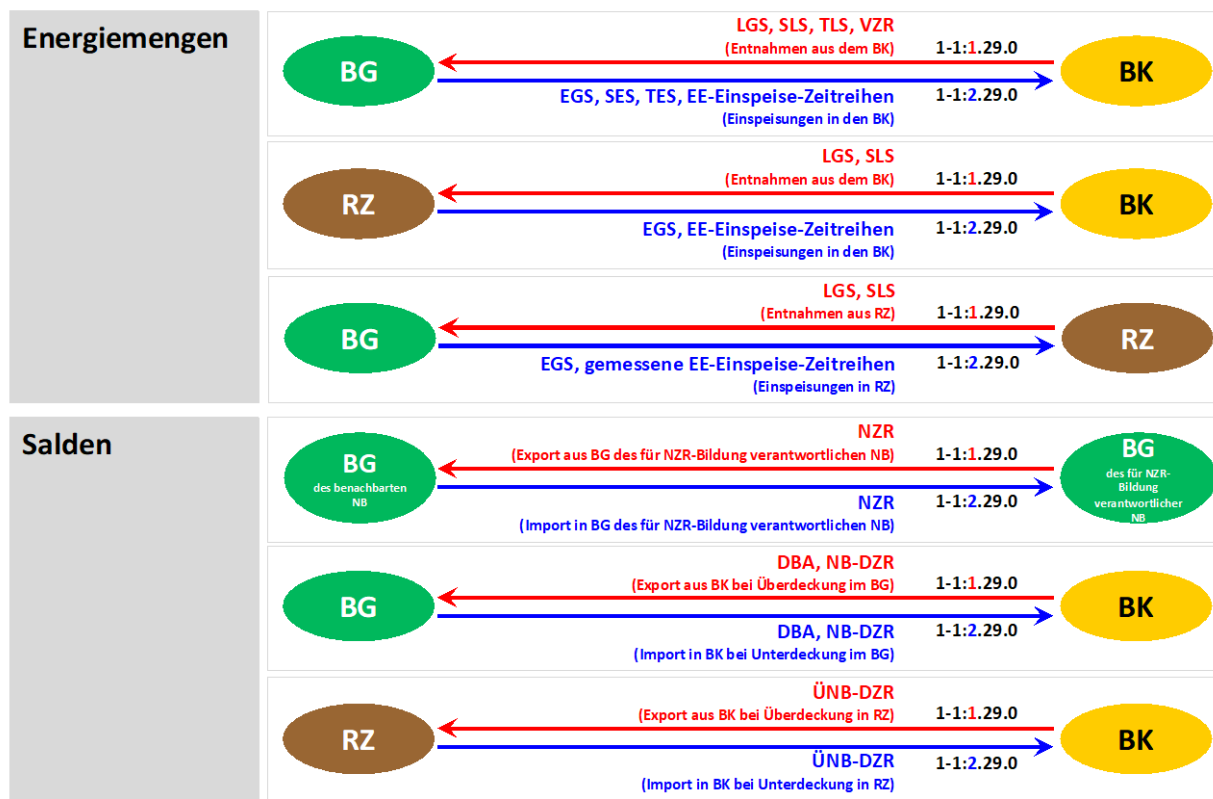 Energiemengen
BG
LGS, SLS, TLS, VZR
(Entnahmen aus dem BK)
1-1:1.29.0
EGS, SES, TES, EE-Einspeise-Zeitreihen
(Einspeisungen in den BK)
1-1:2.29.0
BK
RZ
LGS, SLS
(Entnahmen aus dem BK)
1-1:1.29.0
EGS, EE-Einspeise-Zeitreihen
(Einspeisungen in den BK)
1-1:2.29.0
BK
BG
LGS, SLS
(Entnahmen aus RZ)
1-1:1.29.0
EGS, gemessene EE-Einspeise-Zeitreihen
(Einspeisungen in RZ)
1-1:2.29.0
RZ
Salden
BG
des benachbarten
NB
NZR
(Export aus BG des für NZR-Bildung verantwortlichen NB)
1-1:1.29.0
NZR
(Import in BG des für NZR-Bildung verantwortlichen NB)
1-1:2.29.0
BG
des für NZR-
Bildung
verantwortlicher
NB
BG
DBA, NB-DZR
(Export aus BK bei Überdeckung im BG)
1-1:1.29.0
DBA, NB-DZR
(Import in BK bei Unterdeckung im BG)
1-1:2.29.0
BK
RZ
ÜNB-DZR
(Export aus BK bei Überdeckung in RZ)
1-1:1.29.0
ÜNB-DZR
(Import in BK bei Unterdeckung in RZ)
1-1:2.29.0
BK